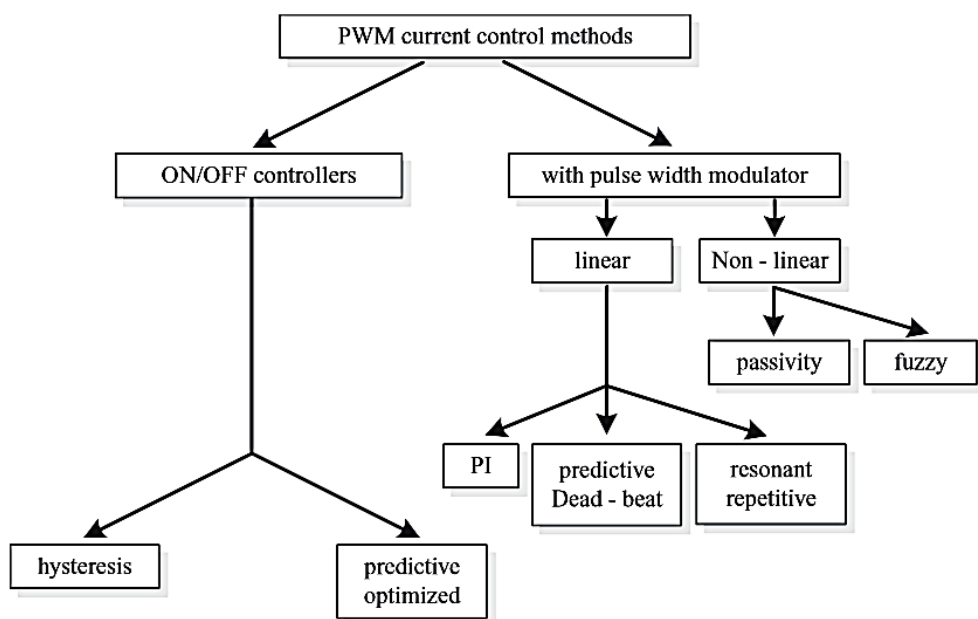 PWM current control methods
ON/OFF controllers
with pulse width modulator
linear
Non - linear
passivity
fuzzy
PI
predictive
Dead - beat
resonant
repetitive
hysteresis
predictive
optimized